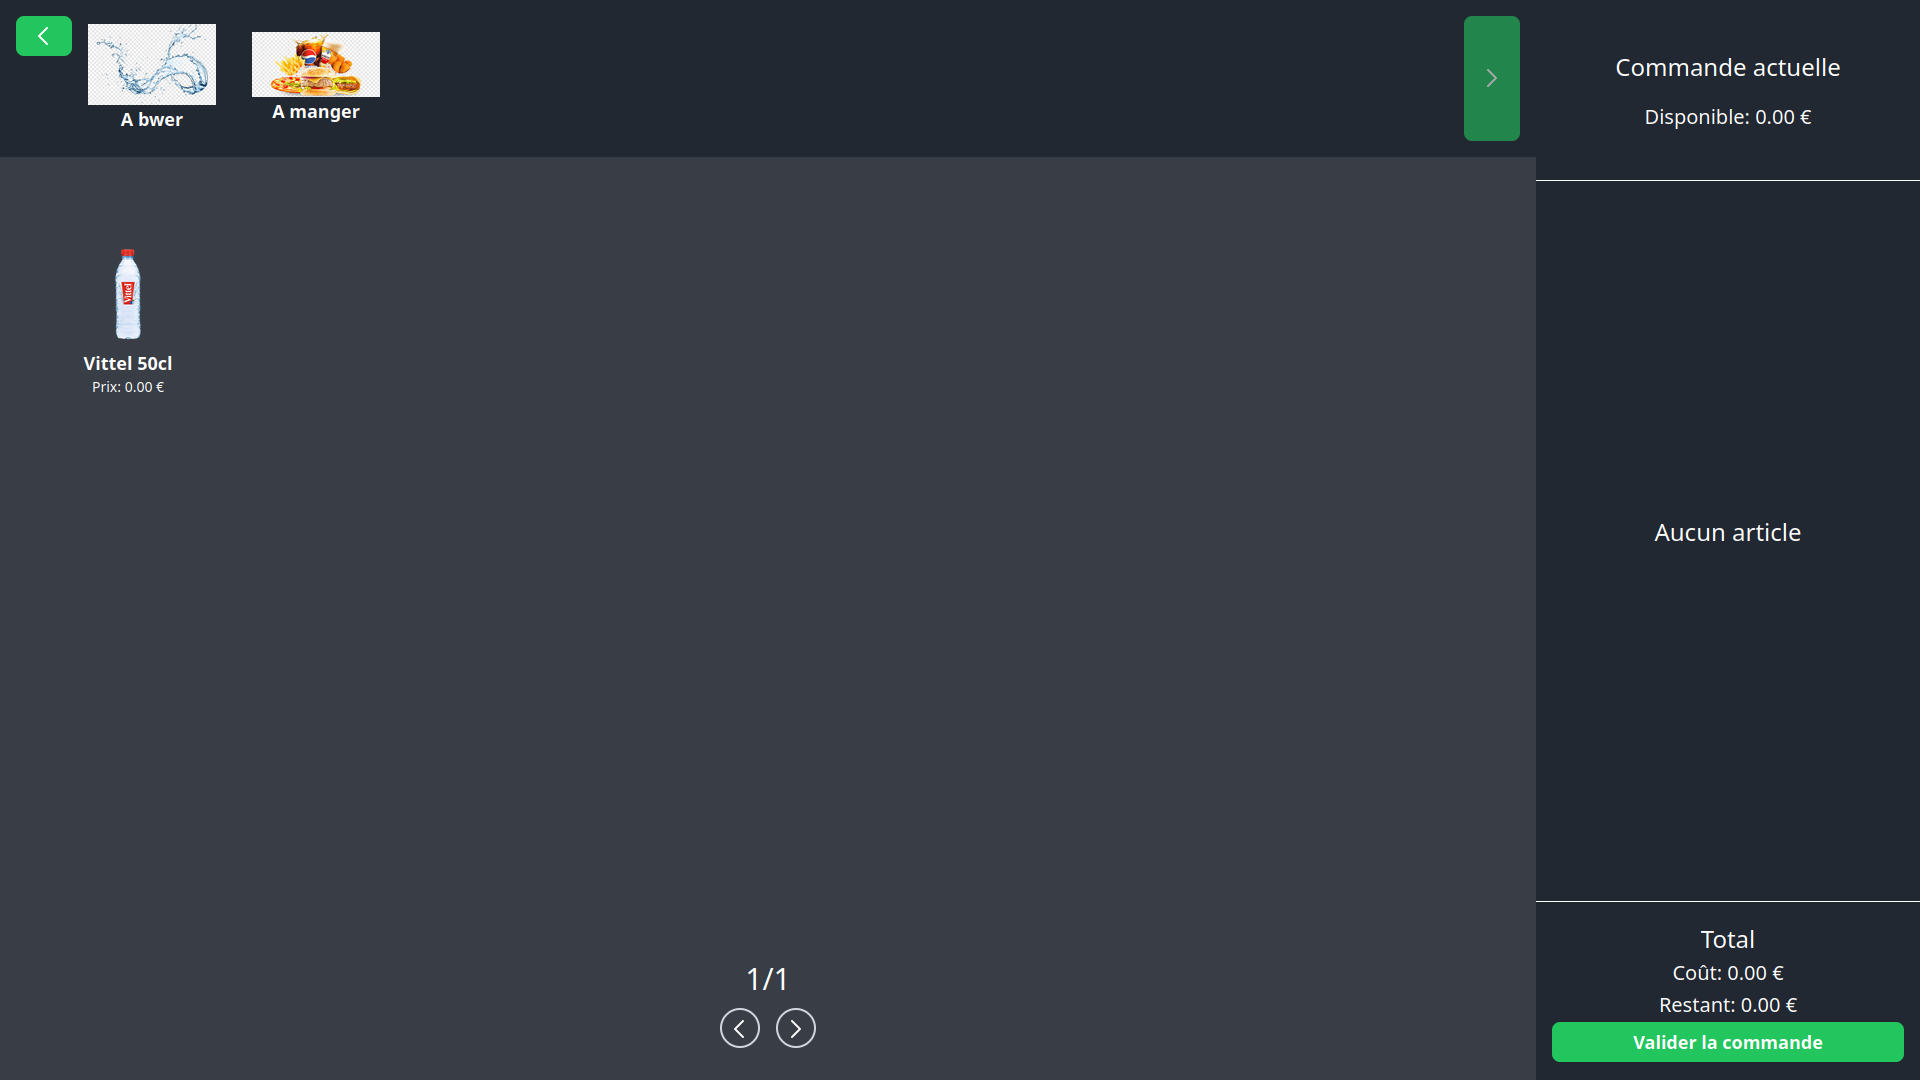 A bwer
A manger
Commande actuelle
Disponible: 0.00 €
Vittel
Vittel 50cl
Prix: 0.00 €
Aucun article
1/1
Total
Coût: 0.00 €
Restant: 0.00 €
Valider la commande